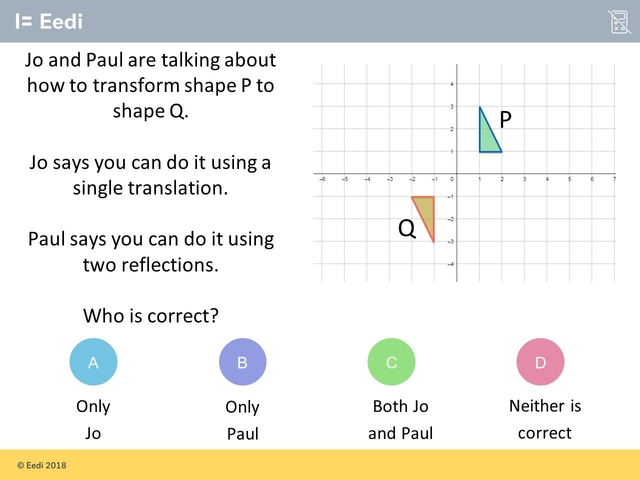 Eedi
Jo and Paul are talking about
how to transform shape P to
shape Q.
Jo says you can do it using a
single translation.
Paul says you can do it using
two reflections.
Who is correct?
4
3
2
1
−6 −5 −4 −3 −2 −1 0 1 2 3 4 5 6 7
−1
−2
−3
−4
P
Q
A
B
C
D
Only
Jo
Only
Paul
Both Jo
and Paul
Neither is
correct
© Eedi 2018